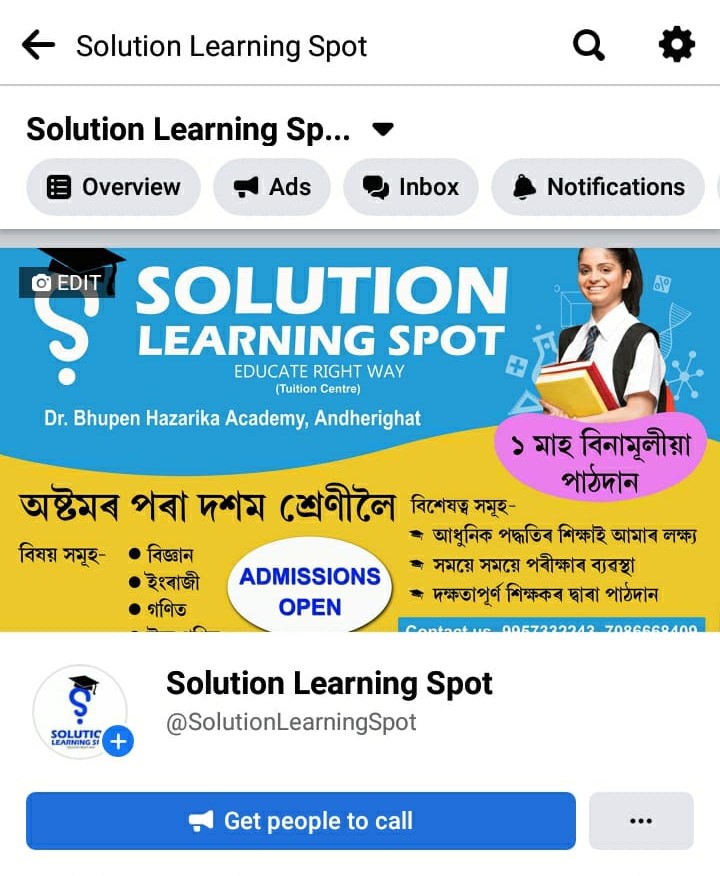 Solution Learning Spot
Solution Learning Sp...
Overview
Ads
Inbox
Notifications
EDIT
SOLUTION
LEARNING SPOT
EDUCATE RIGHT WAY
(Tuition Centre)
Dr. Bhupen Hazarika Academy, Andherighat
১ মাহ বিনামূলীয়া
পাঠদান
অষ্টমৰ পৰা দশম শ্ৰেণীলৈ
বিষয় সমূহ-
● বিজ্ঞান
● ইংৰাজী
● গণিত
ADMISSIONS
OPEN
বিশেষত্ব সমূহ-
আধুনিক পদ্ধতিৰ শিক্ষাই আমাৰ লক্ষ্য
সময়ে সময়ে পৰীক্ষাৰ ব্যৱস্থা
দক্ষতাপূৰ্ণ শিক্ষকৰ দ্বাৰা পাঠদান
Contact us
SOLUTIO
LEARNING S
Solution Learning Spot
@SolutionLearningSpot
Get people to call
...